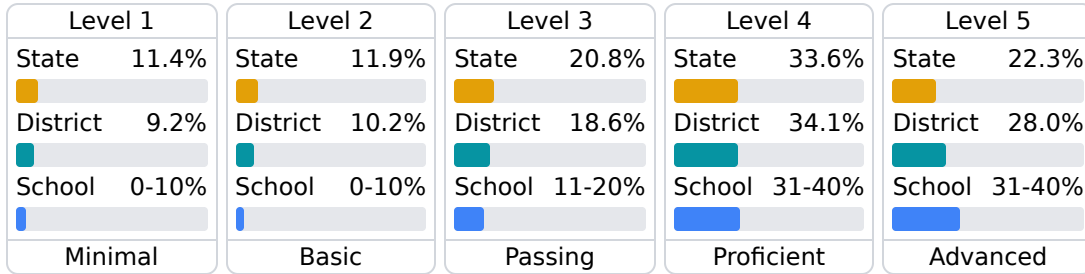 Level 1
State 11.4%
District 9.2%
School 0-10%
Minimal
Level 2
State 11.9%
District 10.2%
School 0-10%
Basic
Level 3
State 20.8%
District 18.6%
School 11-20%
Passing
Level 4
State 33.6%
District 34.1%
School 31-40%
Proficient
Level 5
State 22.3%
District 28.0%
School 31-40%
Advanced